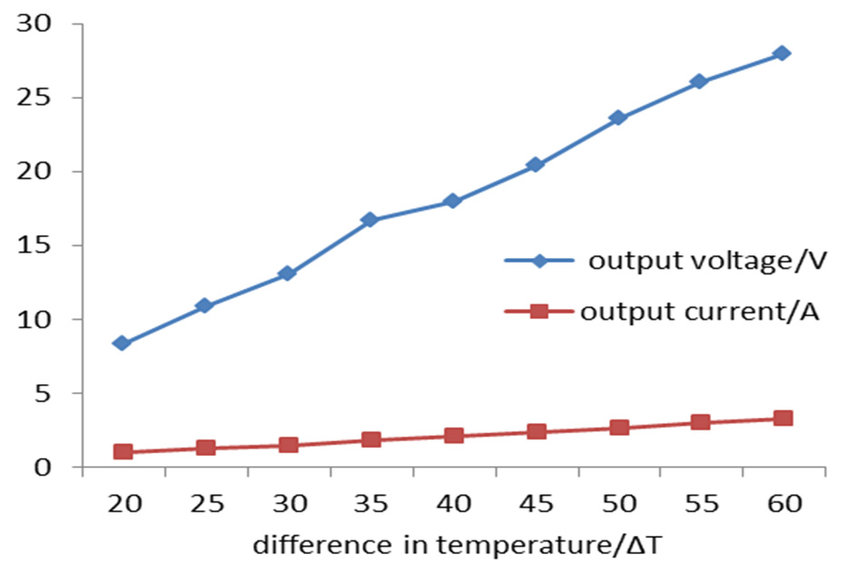 30
25
20
15
10
5
0
output voltage/V
output current/A
20 25 30 35 40 45 50 55 60
difference in temperature/ΔT